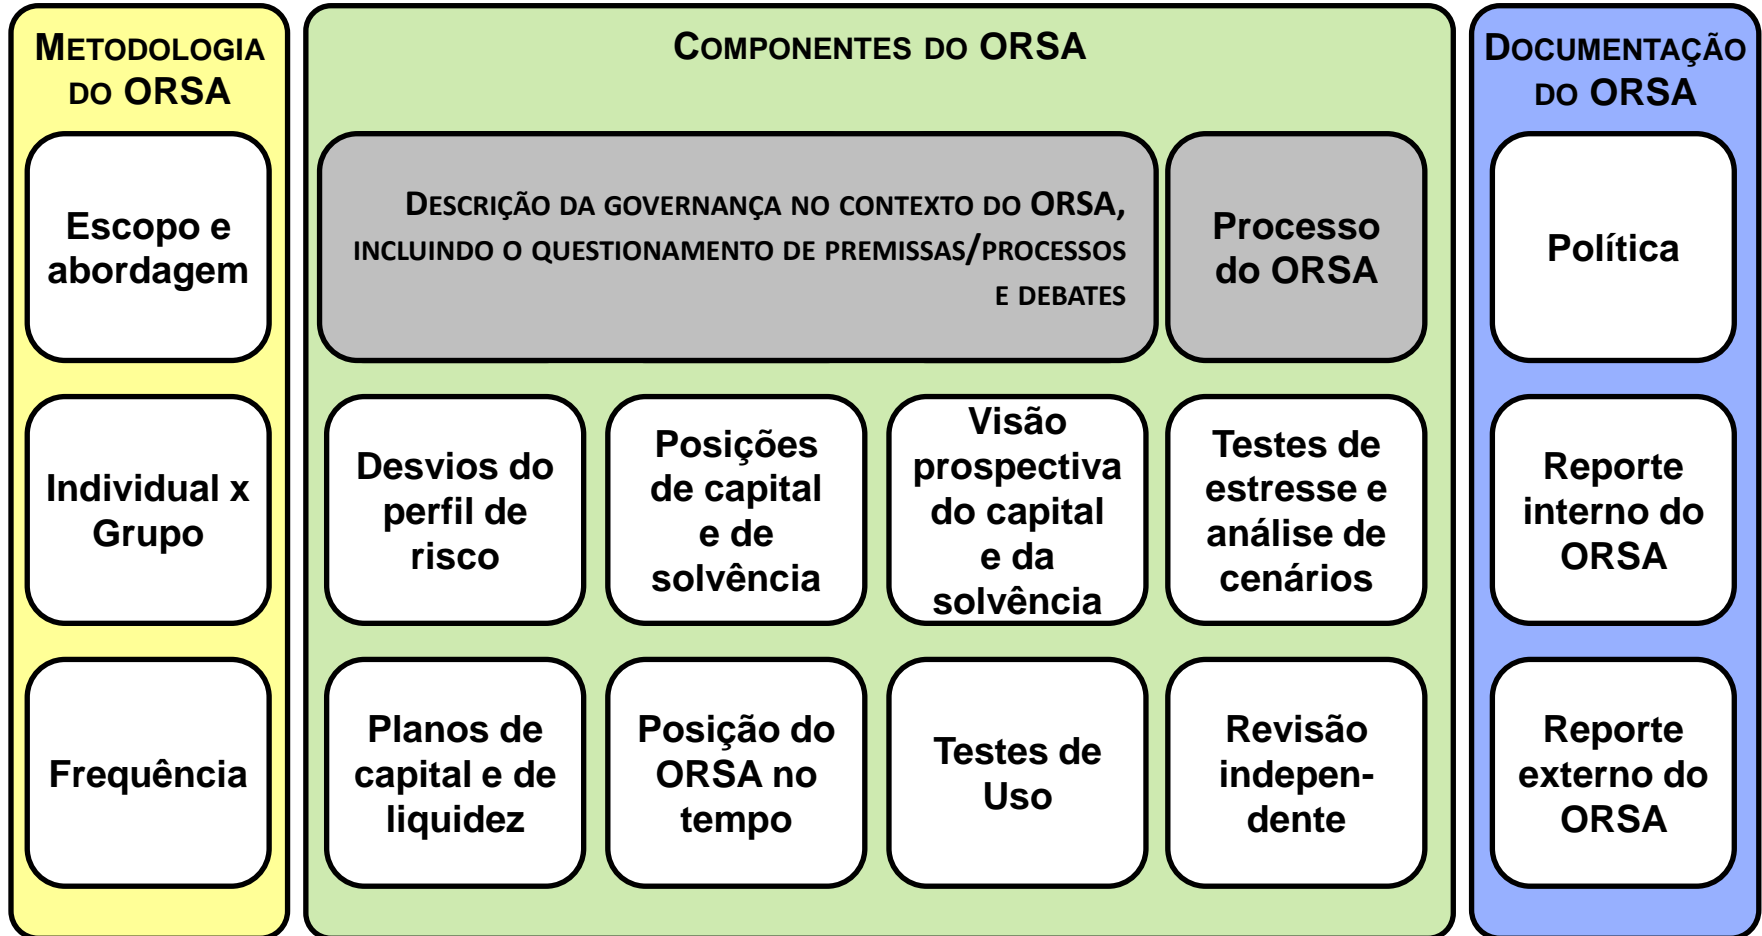 METODOLOGIA
DO ORSA
Escopo e
abordagem
Individual x
Grupo
Frequência
COMPONENTES DO ORSA
DESCRIÇÃO DA GOVERNANÇA NO CONTEXTO DO ORSA,
INCLUINDO O QUESTIONAMENTO DE PREMISSAS/PROCESSOS
E DEBATES
Processo
do ORSA
Desvios do
perfil de
risco
Posições
de capital
e de
solvência
Visão
prospectiva
do capital
e da
solvência
Testes de
estresse e
análise de
cenários
Planos de
capital e de
liquidez
Posição do
ORSA no
tempo
Testes de
Uso
Revisão
indepen-
dente
DOCUMENTAÇÃO
DO ORSA
Política
Reporte
interno do
ORSA
Reporte
externo do
ORSA